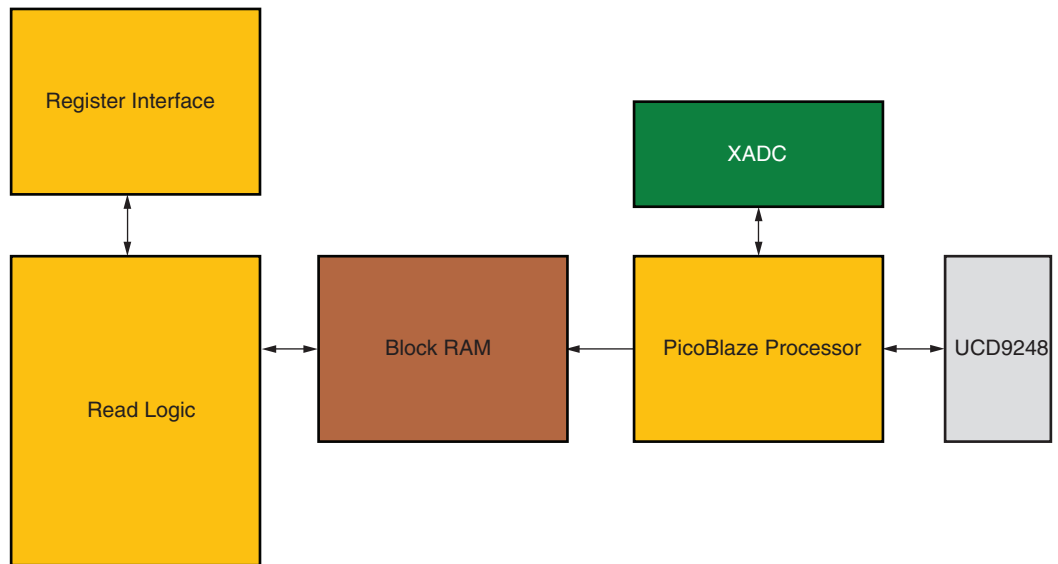 Register Interface
XADC
Read Logic
Block RAM
PicoBlaze Processor
UCD9248